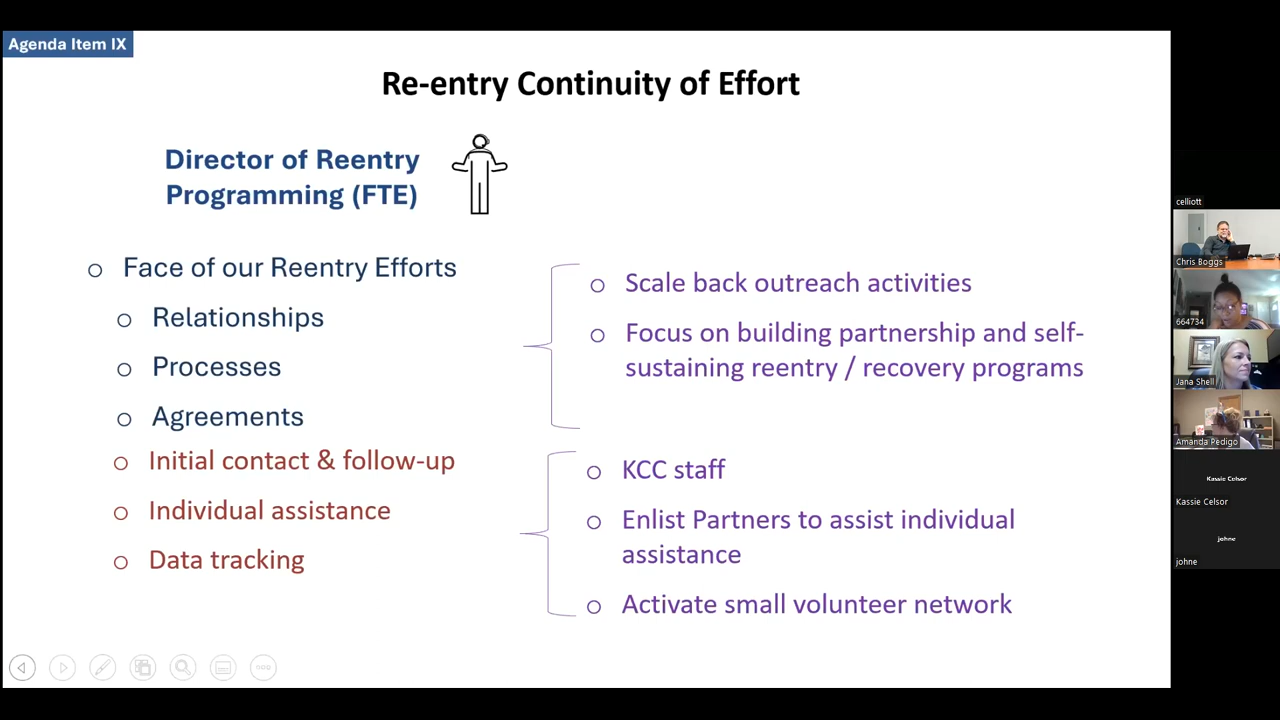 Agenda Item IX
Re-entry Continuity of Effort
Director of Reentry
Programming (FTE)
Face of our Reentry Efforts
Relationships
Processes
Agreements
Initial contact & follow-up
Individual assistance
Data tracking
Scale back outreach activities
Focus on building partnership and self-
sustaining reentry / recovery programs
KCC staff
Enlist Partners to assist individual
assistance
Activate small volunteer network
celliott
Chris Boggs
664734
Jana Shell
Amanda Pedigo
Kassie Celsor
Kassie Celsor
johne
johne